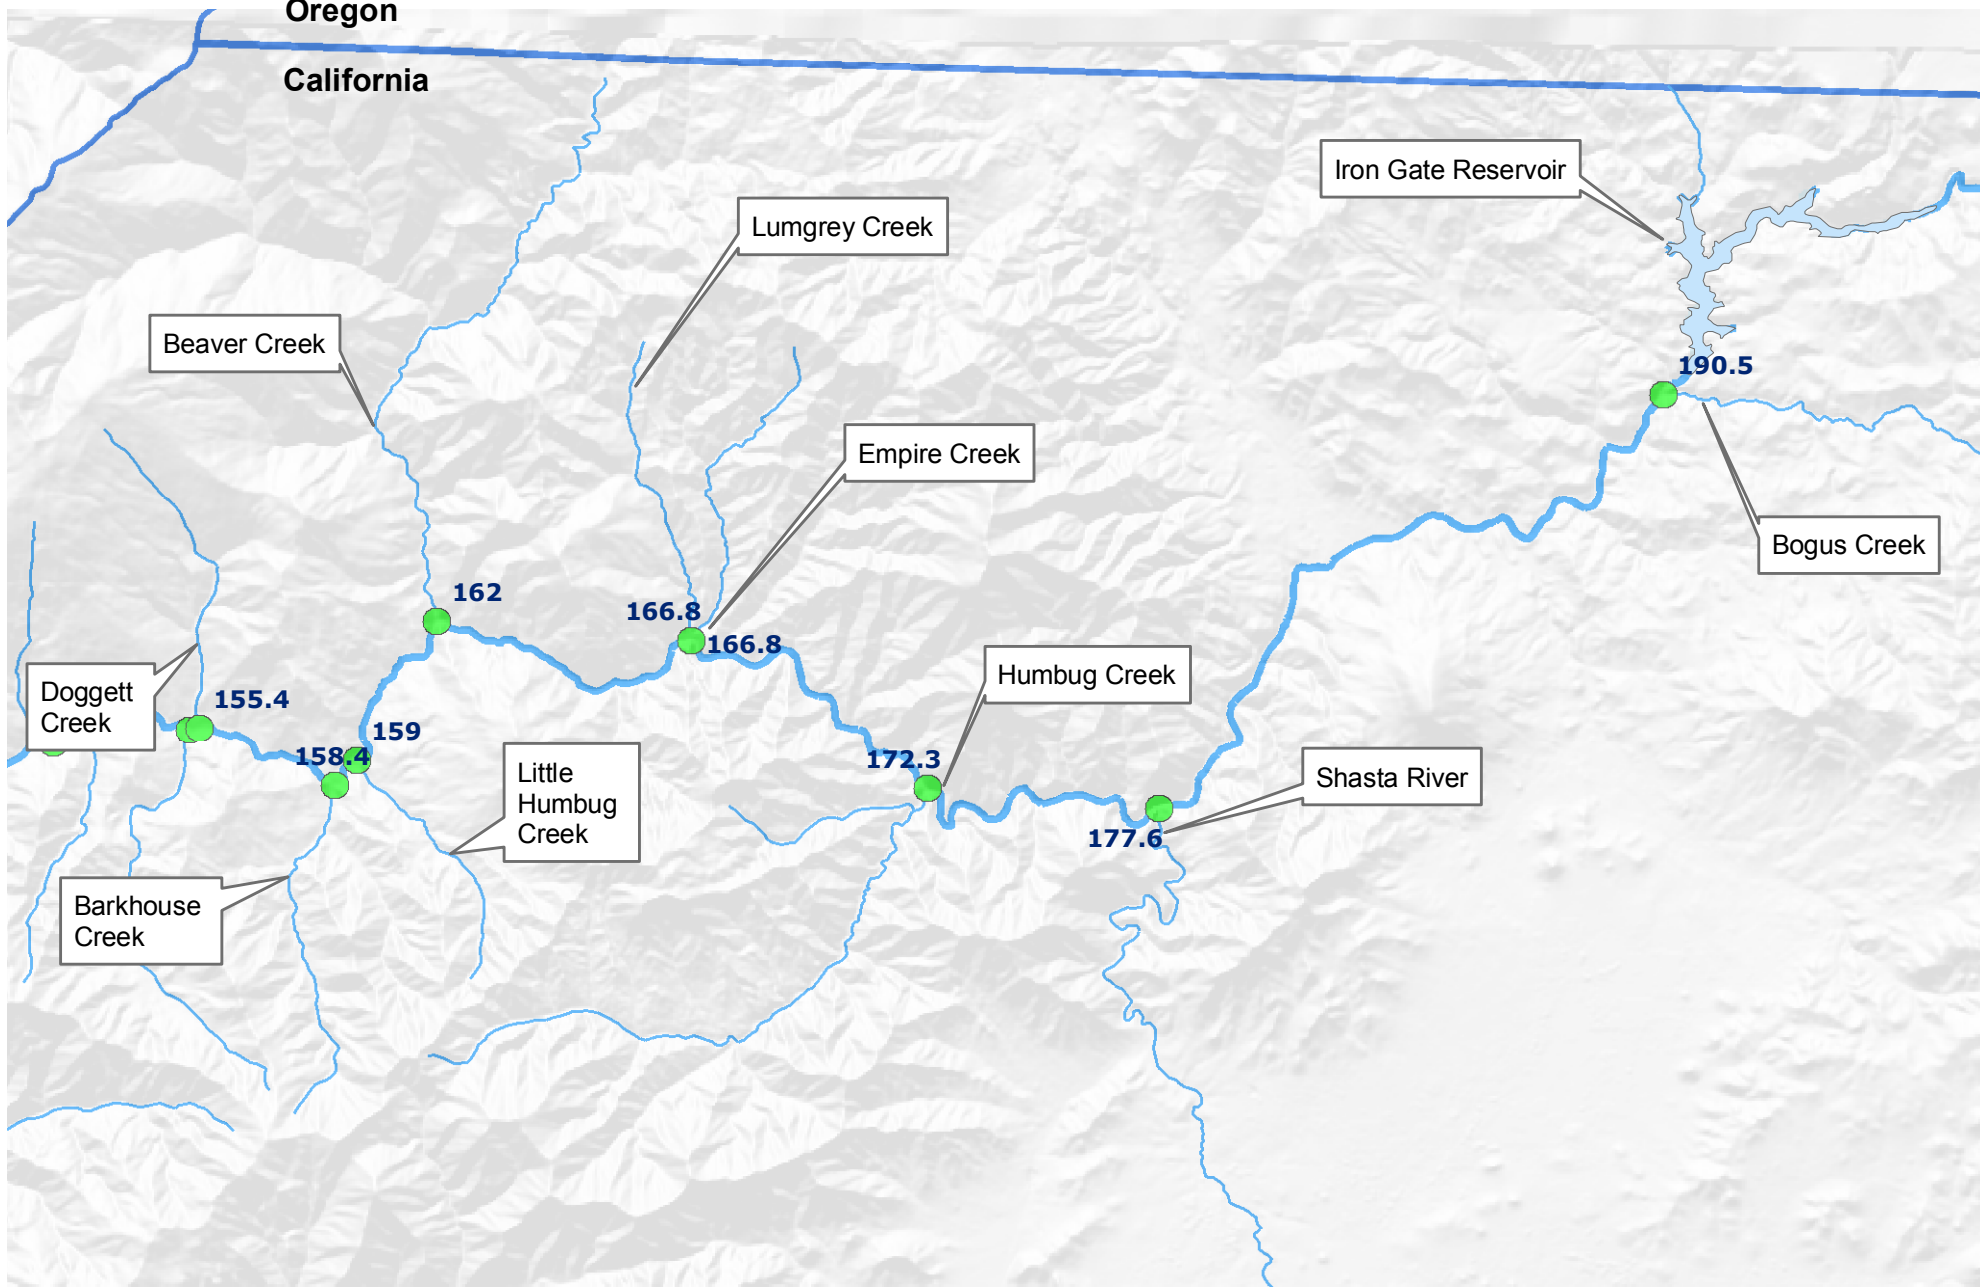 Oregon
California
Iron Gate Reservoir
Lumgrey Creek
Beaver Creek
190.5
Empire Creek
Bogus Creek
162
166.8
166.8
Humbug Creek
Doggett
Creek
155.4
159
158.4
172.3
Little
Humbug
Creek
Shasta River
177.6
Barkhouse
Creek